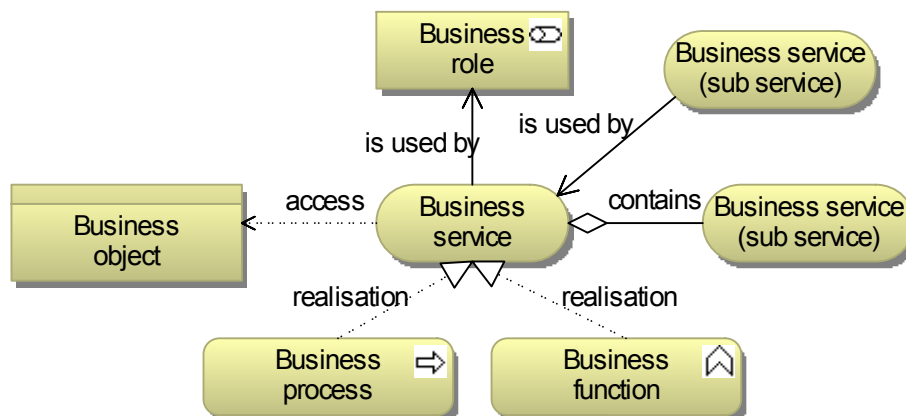 Business
role
Business service
(sub service)
is used by
is used by
Business
object
access
Business
service
contains
Business service
(sub service)
realisation
realisation
Business
process
Business
function